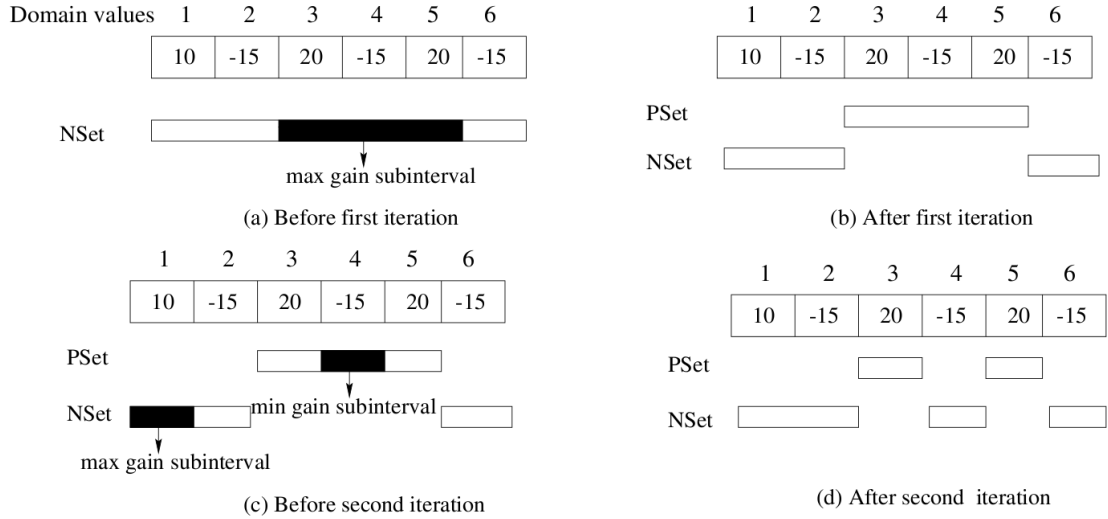 Domain values 1 2 3 4 5 6
10 -15 20 -15 20 -15
NSet
max gain subinterval
(a) Before first iteration
1 2 3 4 5 6
10 -15 20 -15 20 -15
PSet
NSet
(b) After first iteration
1 2 3 4 5 6
10 -15 20 -15 20 -15
PSet
min gain subinterval
NSet
max gain subinterval
(c) Before second iteration
1 2 3 4 5 6
10 -15 20 -15 20 -15
PSet
NSet
(d) After second iteration